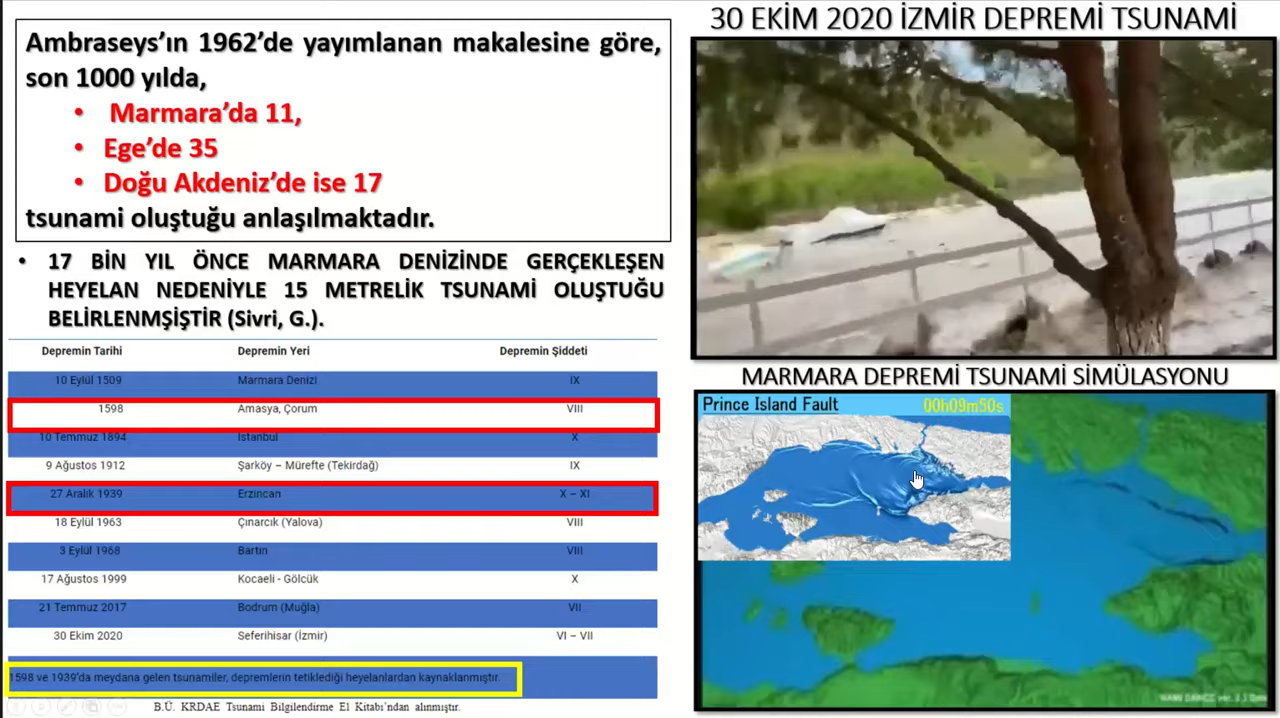 Ambraseys’ın 1962’de yayımlanan makalesine göre,
son 1000 yılda,
• Marmara’da 11,
• Ege’de 35
• Doğu Akdeniz’de ise 17
tsunami oluştuğu anlaşılmaktadır.
• 17 BİN YIL ÖNCE MARMARA DENİZİNDE GERÇEKLEŞEN
HEYELAN NEDENİYLE 15 METRELİK TSUNAMİ OLUŞTUĞU
BELİRLENMŞİSTİR (Sivri, G.).
Depremin Tarihi Depremin Yeri Depremin Şiddeti
10 Eylül 1509 Marmara Denizi IX
1598 Amasya, Çorum VIII
10 Temmuz 1894 İstanbul X
9 Ağustos 1912 Şarköy – Mürefte (Tekirdağ) IX
27 Aralık 1939 Erzincan X – XI
18 Eylül 1963 Çınarcık (Yalova) VIII
3 Eylül 1968 Bartın VIII
17 Ağustos 1999 Kocaeli - Gölcük X
21 Temmuz 2017 Bodrum (Muğla) VII
30 Ekim 2020 Seferihisar (İzmir) VI – VII
1598 ve 1939’da meydana gelen tsunamiler, depremlerin tetiklediği heyelanlardan kaynaklanmıştır.
B.Ü. KRDAE Tsunami Bilgilendirme El Kitabı’ndan alınmıştır.
30 EKİM 2020 İZMİR DEPREMİ TSUNAMİ
MARMARA DEPREMİ TSUNAMİ SİMÜLASYONU
Prince Island Fault 00h09m50s